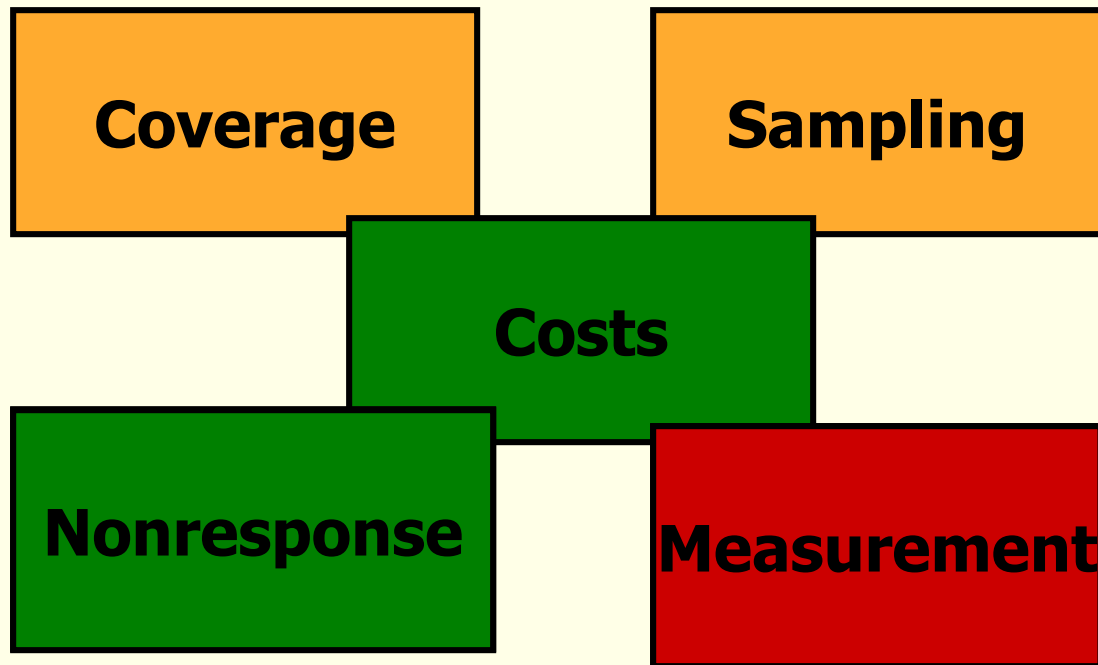 Coverage
Sampling
Costs
Nonresponse
Measurement